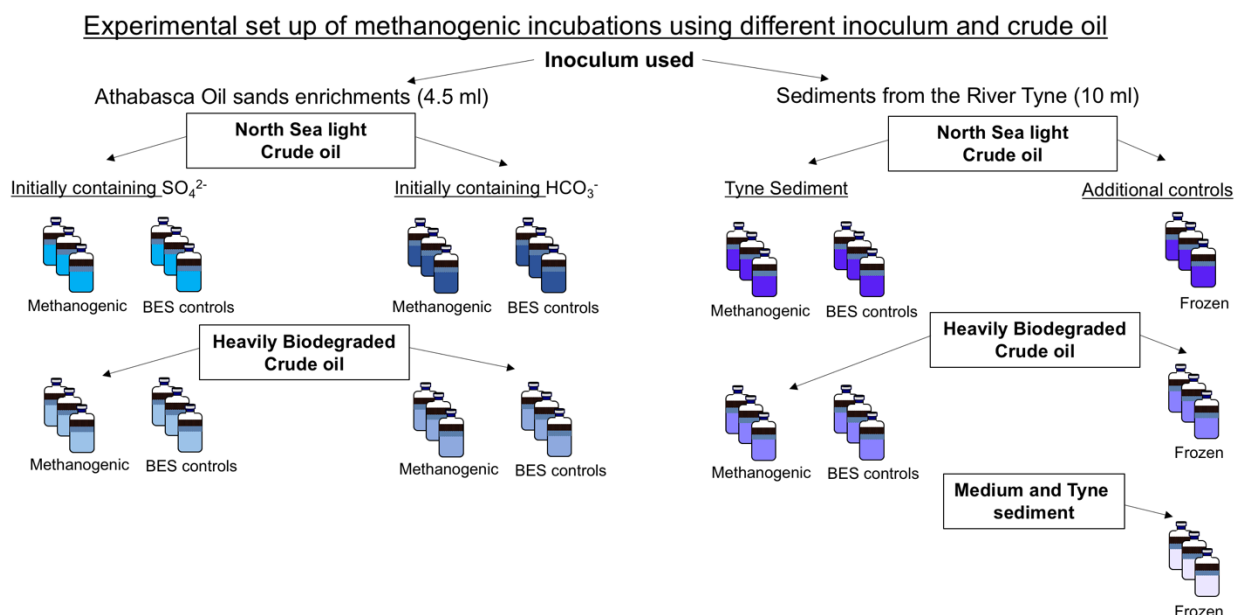 Experimental set up of methanogenic incubations using different inoculum and crude oil
Inoculum used
Athabasca Oil sands enrichments (4.5 ml)
North Sea light
Crude oil
Initially containing SO₄²⁻
Initially containing HCO₃⁻
Methanogenic
BES controls
Methanogenic
BES controls
Heavily Biodegraded
Crude oil
Methanogenic
BES controls
Methanogenic
BES controls
Sediments from the River Tyne (10 ml)
North Sea light
Crude oil
Tyne Sediment
Additional controls
Methanogenic
BES controls
Frozen
Heavily Biodegraded
Crude oil
Methanogenic
BES controls
Frozen
Medium and Tyne
sediment
Frozen